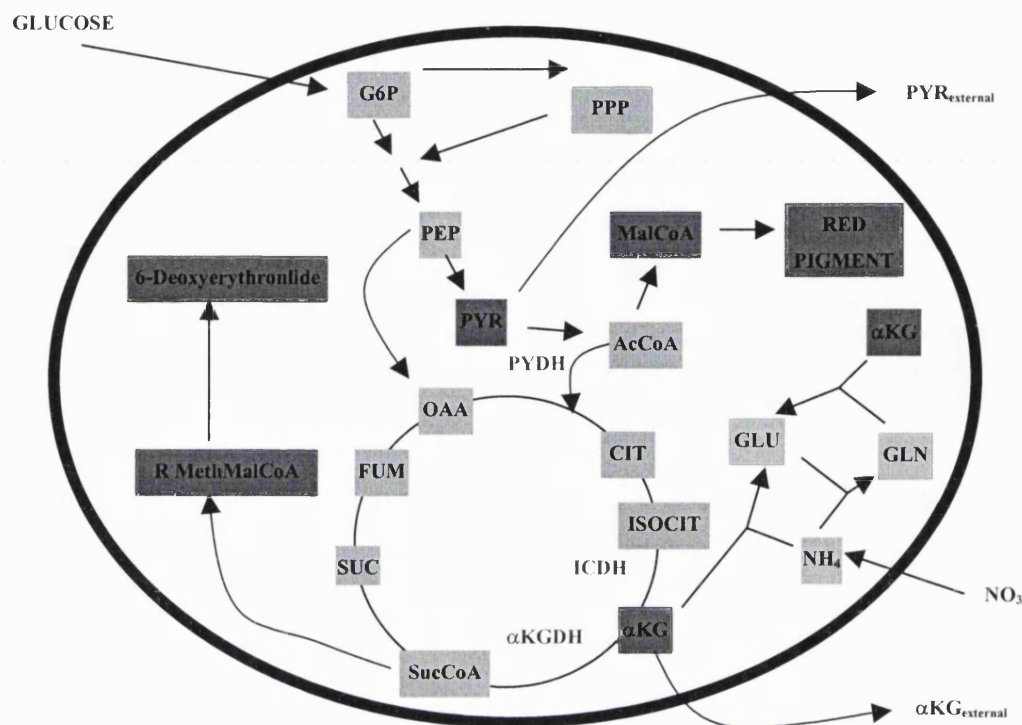 GLUCOSE
G6P
PPP
PYRexternal
PEP
MalCoA
RED
PIGMENT
6-Deoxyerythronlide
PYR
AcCoA
αKG
PYDH
OAA
GLU
CIT
GLN
R MethMalCoA
FUM
ISOCIT
SUC
ICDH
NH₄
NO₃
αKGDH
αKG
SucCoA
αKGexternal